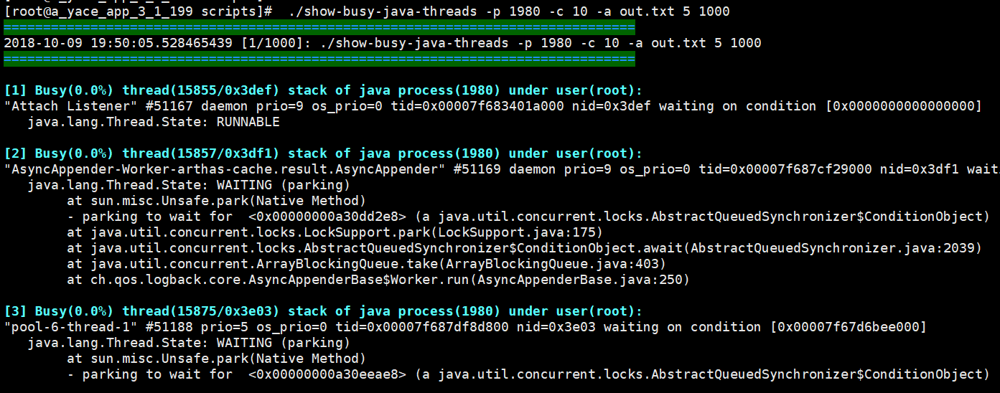 [root@a_yace_app_3_1_199 scripts]#  ./show-busy-java-threads -p 1980 -c 10 -a out.txt 5 1000
================================================================================
2018-10-09 19:50:05.528465439 [1/1000]: ./show-busy-java-threads -p 1980 -c 10 -a out.txt 5 1000
================================================================================
[1] Busy(0.0%) thread(15855/0x3def) stack of java process(1980) under user(root):
"Attach Listener" #51167 daemon prio=9 os_prio=0 tid=0x00007f683401a000 nid=0x3def waiting on condition [0x0000000000000000]
   java.lang.Thread.State: RUNNABLE
[2] Busy(0.0%) thread(15857/0x3df1) stack of java process(1980) under user(root):
"AsyncAppender-Worker-arthas-cache.result.AsyncAppender" #51169 daemon prio=9 os_prio=0 tid=0x00007f687cf29000 nid=0x3df1 wait
   java.lang.Thread.State: WAITING (parking)
        at sun.misc.Unsafe.park(Native Method)
        - parking to wait for  <0x00000000a30dd2e8> (a java.util.concurrent.locks.AbstractQueuedSynchronizer$ConditionObject)
        at java.util.concurrent.locks.LockSupport.park(LockSupport.java:175)
        at java.util.concurrent.locks.AbstractQueuedSynchronizer$ConditionObject.await(AbstractQueuedSynchronizer.java:2039)
        at java.util.concurrent.ArrayBlockingQueue.take(ArrayBlockingQueue.java:403)
        at ch.qos.logback.core.AsyncAppenderBase$Worker.run(AsyncAppenderBase.java:250)
[3] Busy(0.0%) thread(15875/0x3e03) stack of java process(1980) under user(root):
"pool-6-thread-1" #51188 prio=5 os_prio=0 tid=0x00007f687df8d800 nid=0x3e03 waiting on condition [0x00007f67d6bee000]
   java.lang.Thread.State: WAITING (parking)
        at sun.misc.Unsafe.park(Native Method)
        - parking to wait for  <0x00000000a30eeae8> (a java.util.concurrent.locks.AbstractQueuedSynchronizer$ConditionObject)